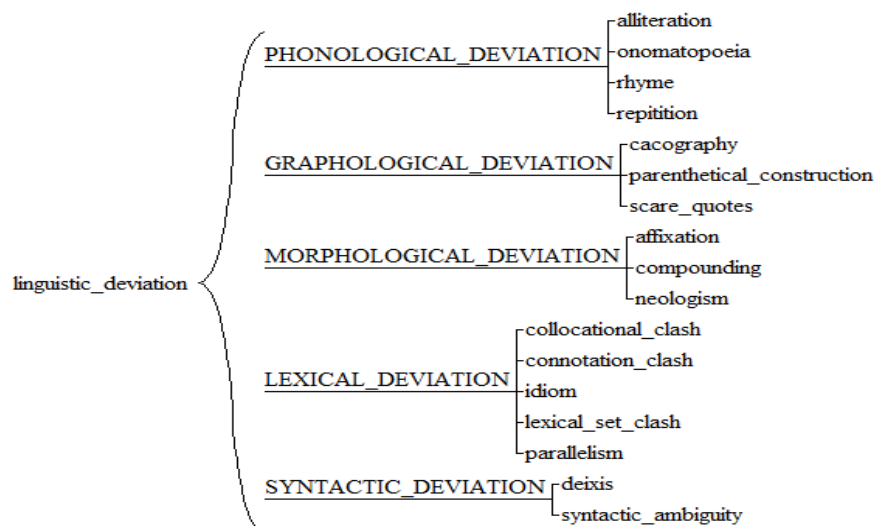 alliteration
PHONOLOGICAL_DEVIATION
onomatopoeia
rhyme
repitition
cacography
GRAPHOLOGICAL_DEVIATION
parenthetical_construction
scare_quotes
affixation
MORPHOLOGICAL_DEVIATION
compounding
neologism
linguistic_deviation
collocational_clash
connotation_clash
LEXICAL_DEVIATION
idiom
lexical_set_clash
parallelism
SYNTACTIC_DEVIATION
deixis
syntactic_ambiguity